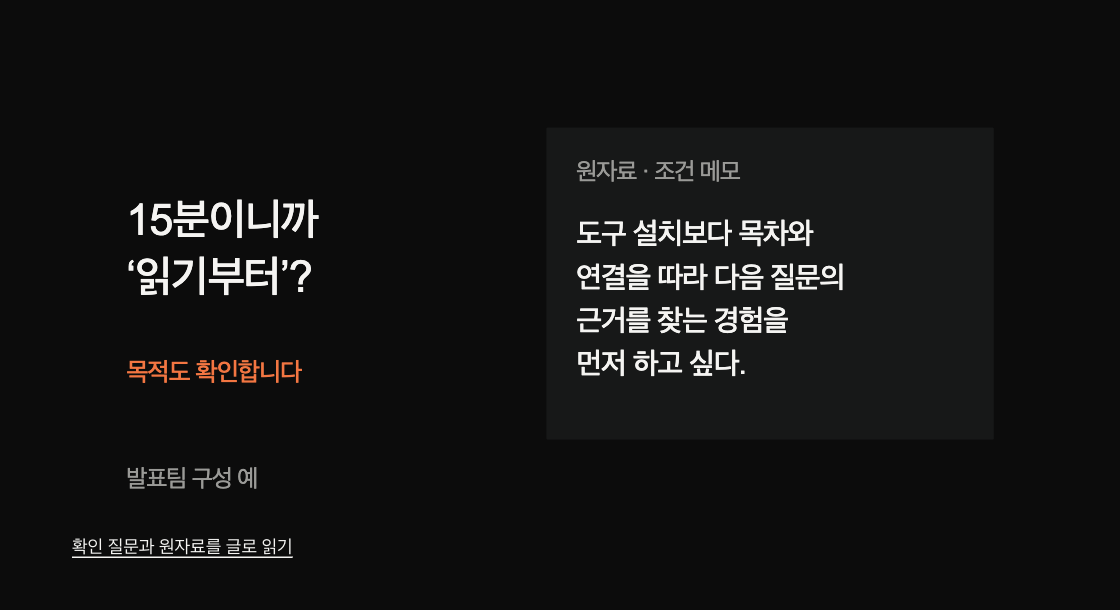 15분이니까
‘읽기부터’?
목적도 확인합니다
발표팀 구성 예
확인 질문과 원자료를 글로 읽기
원자료 · 조건 메모
도구 설치보다 목차와
연결을 따라 다음 질문의
근거를 찾는 경험을
먼저 하고 싶다.